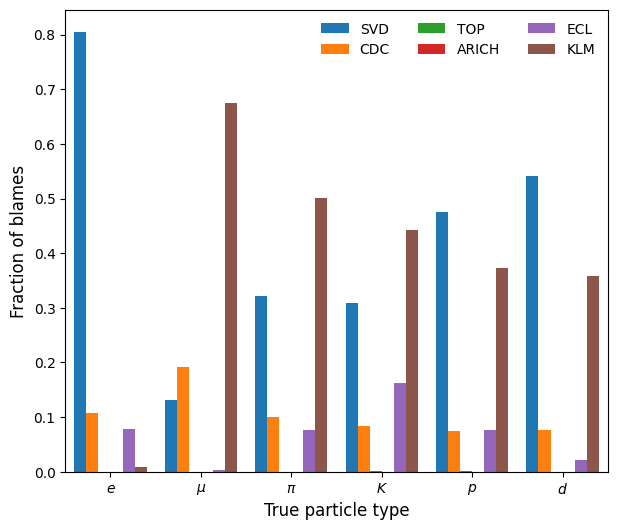 SVD TOP ECL
CDC ARICH KLM
0.8
0.7
0.6
0.5
0.4
0.3
0.2
0.1
0.0
Fraction of blames
e μ π K p d
True particle type